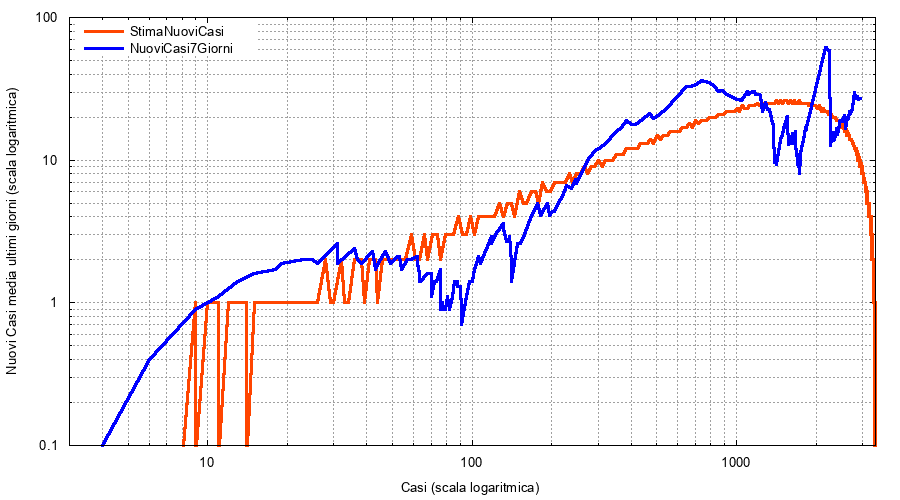 100
StimaNuoviCasi
NuoviCasi7Giorni
10
1
0.1
10
100
1000
Nuovi Casi media ultimi giorni (scala logaritmica)
Casi (scala logaritmica)